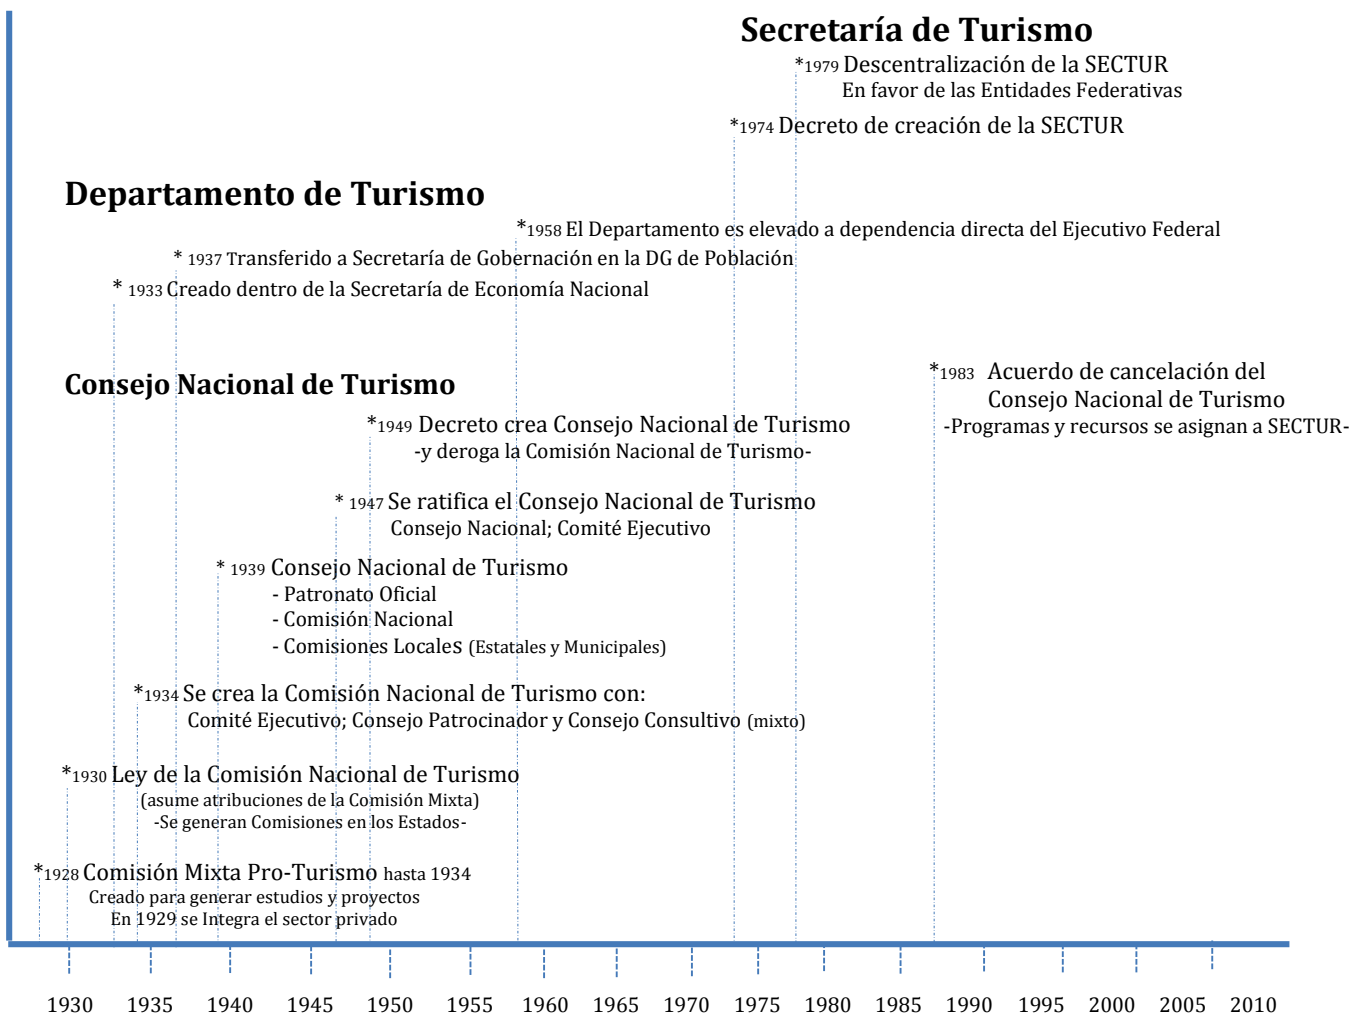 Secretaría de Turismo
*1979 Descentralización de la SECTUR
En favor de las Entidades Federativas
*1974 Decreto de creación de la SECTUR
Departamento de Turismo
*1958 El Departamento es elevado a dependencia directa del Ejecutivo Federal
* 1937 Transferido a Secretaría de Gobernación en la DG de Población
* 1933 Creado dentro de la Secretaría de Economía Nacional
Consejo Nacional de Turismo
*1983 Acuerdo de cancelación del
Consejo Nacional de Turismo
-Programas y recursos se asignan a SECTUR-
*1949 Decreto crea Consejo Nacional de Turismo
-y deroga la Comisión Nacional de Turismo-
* 1947 Se ratifica el Consejo Nacional de Turismo
Consejo Nacional; Comité Ejecutivo
* 1939 Consejo Nacional de Turismo
- Patronato Oficial
- Comisión Nacional
- Comisiones Locales (Estatales y Municipales)
*1934 Se crea la Comisión Nacional de Turismo con:
Comité Ejecutivo; Consejo Patrocinador y Consejo Consultivo (mixto)
*1930 Ley de la Comisión Nacional de Turismo
(asume atribuciones de la Comisión Mixta)
-Se generan Comisiones en los Estados-
*1928 Comisión Mixta Pro-Turismo hasta 1934
Creado para generar estudios y proyectos
En 1929 se Integra el sector privado
1930 1935 1940 1945 1950 1955 1960 1965 1970 1975 1980 1985 1990 1995 2000 2005 2010